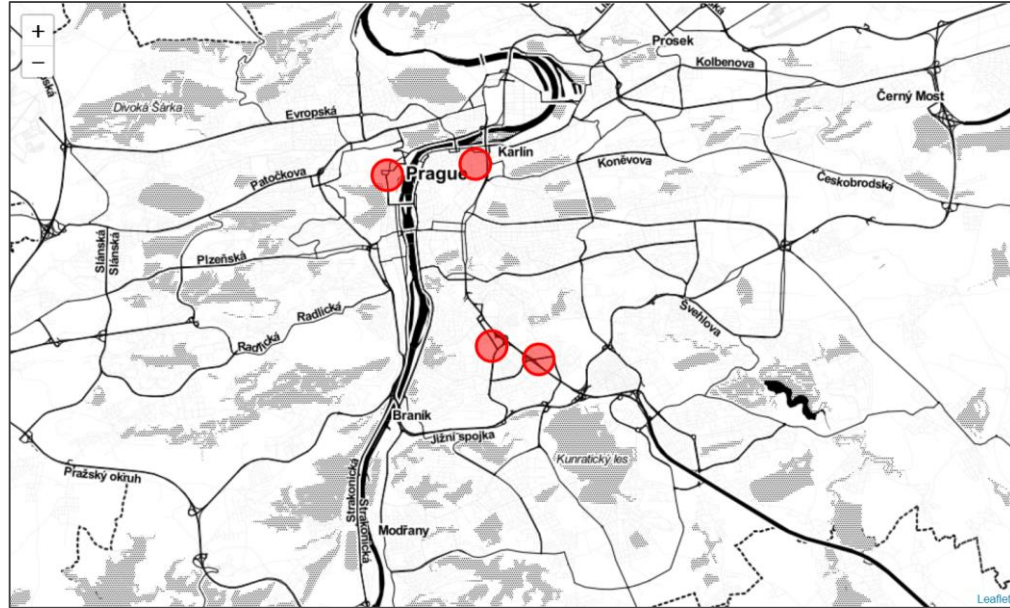 +
−
Prosek
Kolbenova
Divoká Šárka
Černý Most
Evropská
Karlín
Koněvova
Patočkova
Prague
Českobrodská
Slánská
Slánská
Plzeňská
Radlická
Švehlova
Radlická
Braník
Jižní spojka
Kunratický les
Pražský okruh
Strakonická
Strakonická
Modřany
Leaflet